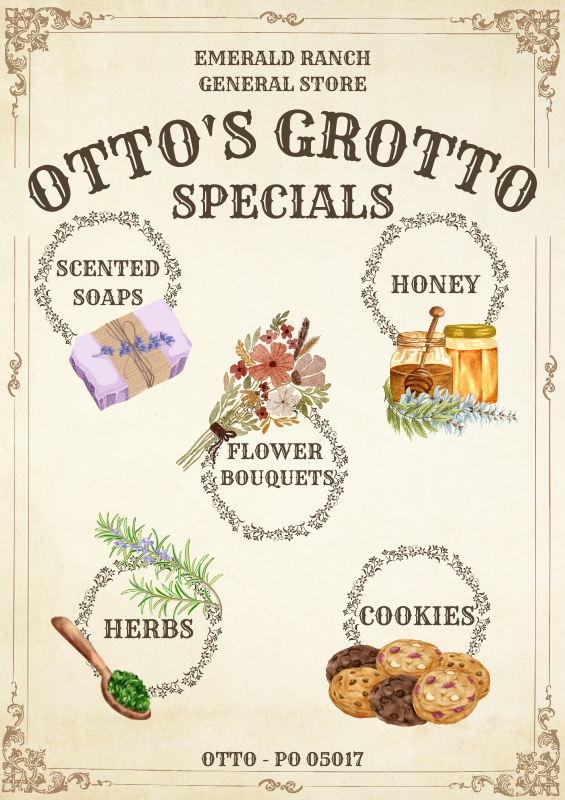 EMERALD RANCH
GENERAL STORE
OTTO'S GROTTO
SPECIALS
SCENTED
SOAPS
HONEY
FLOWER
BOUQUETS
HERBS
COOKIES
OTTO - PO 05017